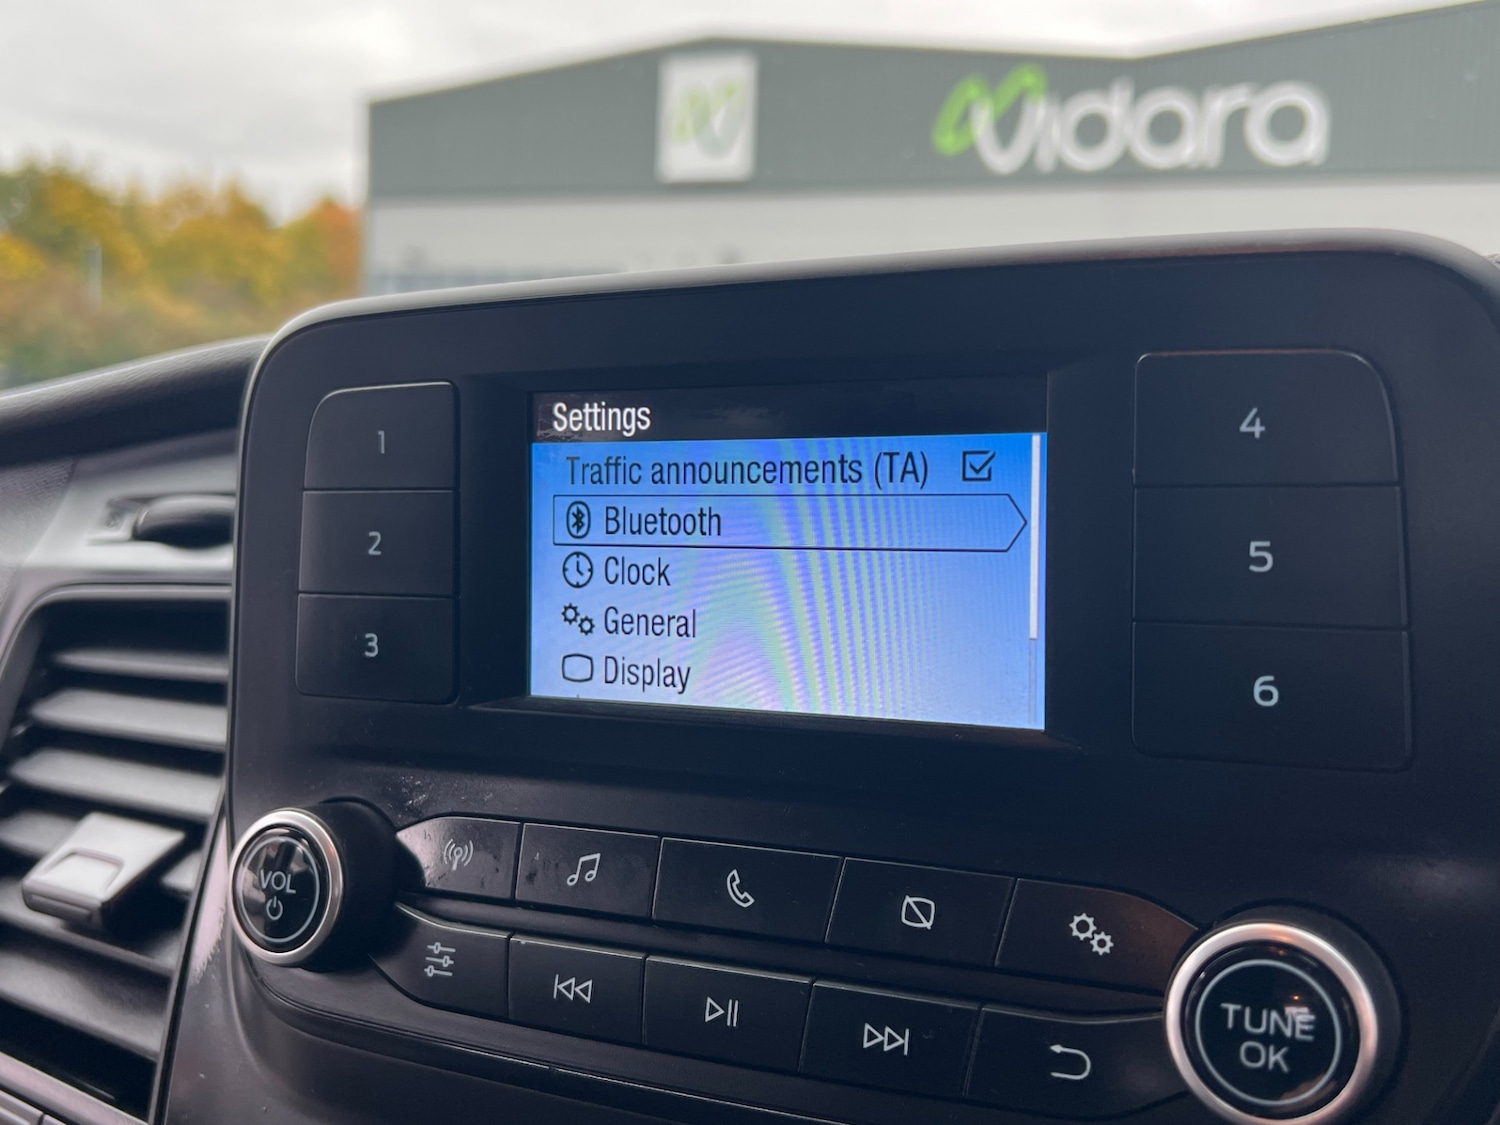 Vidara
Settings
Traffic announcements (TA)
Bluetooth
Clock
General
Display
1
2
3
4
5
6
VOL
TUNE
OK